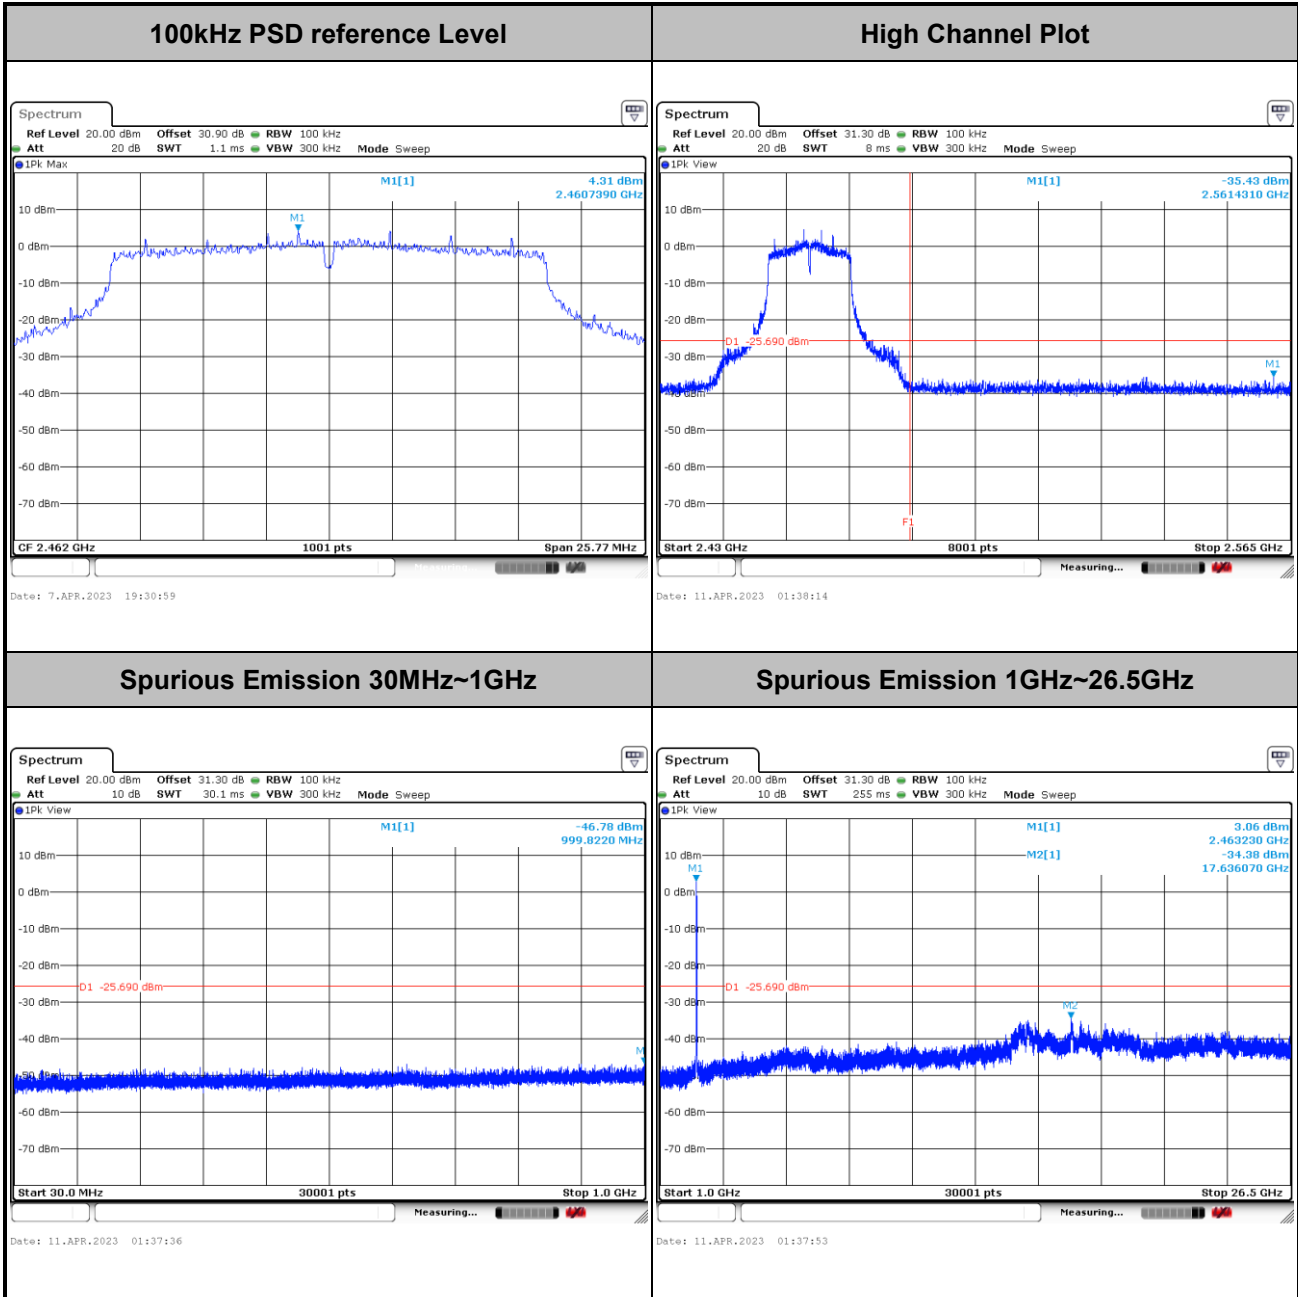 100kHz PSD reference Level
Spectrum
Ref Level 20.00 dBm Offset 30.90 dB RBW 100 kHz
Att 20 dB SWT 1.1 ms VBW 300 kHz Mode Sweep
1Pk Max
M1[1] 4.31 dBm
2.4607390 GHz
10 dBm
M1
0 dBm
-10 dBm
-20 dBm
-30 dBm
-40 dBm
-50 dBm
-60 dBm
-70 dBm
CF 2.462 GHz 1001 pts Span 25.77 MHz
Measuring...
Date: 7.APR.2023 19:30:59
High Channel Plot
Spectrum
Ref Level 20.00 dBm Offset 31.30 dB RBW 100 kHz
Att 20 dB SWT 8 ms VBW 300 kHz Mode Sweep
1Pk View
M1[1] -35.43 dBm
2.5614310 GHz
10 dBm
0 dBm
-10 dBm
-20 dBm
D1 -25.690 dBm
-30 dBm
M1
-40 dBm
-50 dBm
-60 dBm
-70 dBm
F1
Start 2.43 GHz 8001 pts Stop 2.565 GHz
Measuring...
Date: 11.APR.2023 01:38:14
Spurious Emission 30MHz~1GHz
Spectrum
Ref Level 20.00 dBm Offset 31.30 dB RBW 100 kHz
Att 10 dB SWT 30.1 ms VBW 300 kHz Mode Sweep
1Pk View
M1[1] -46.78 dBm
999.8220 MHz
10 dBm
0 dBm
-10 dBm
-20 dBm
D1 -25.690 dBm
-30 dBm
-40 dBm
M
-50 dBm
-60 dBm
-70 dBm
Start 30.0 MHz 30001 pts Stop 1.0 GHz
Measuring...
Date: 11.APR.2023 01:37:36
Spurious Emission 1GHz~26.5GHz
Spectrum
Ref Level 20.00 dBm Offset 31.30 dB RBW 100 kHz
Att 10 dB SWT 255 ms VBW 300 kHz Mode Sweep
1Pk View
M1[1] 3.06 dBm
2.463230 GHz
10 dBm M2[1] -34.38 dBm
M1 17.636070 GHz
0 dBm
-10 dBm
-20 dBm
D1 -25.690 dBm
-30 dBm
M2
-40 dBm
-60 dBm
-70 dBm
Start 1.0 GHz 30001 pts Stop 26.5 GHz
Measuring...
Date: 11.APR.2023 01:37:53